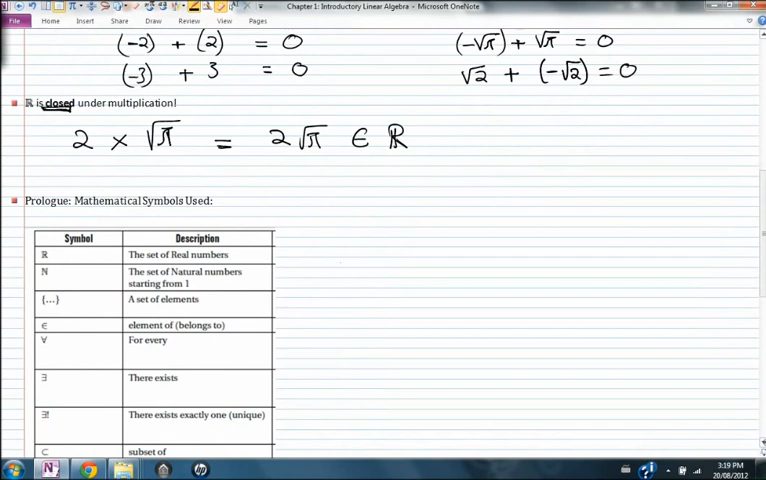 Chapter 1: Introductory Linear Algebra - Microsoft OneNote
File Home Insert Draw Share Review View Pages
(-2) + (2) = 0 (-√π) + √π = 0
(-3) + 3 = 0 √2 + (-√2) = 0
ℝ is closed under multiplication!
2 × √π = 2√π ∈ ℝ
Prologue: Mathematical Symbols Used:
Symbol Description
ℝ The set of Real numbers
ℕ The set of Natural numbers
starting from 1
{...} A set of elements
∈ element of (belongs to)
∀ For every
∃ There exists
∃! There exists exactly one (unique)
⊂ subset of
3:19 PM
20/08/2012